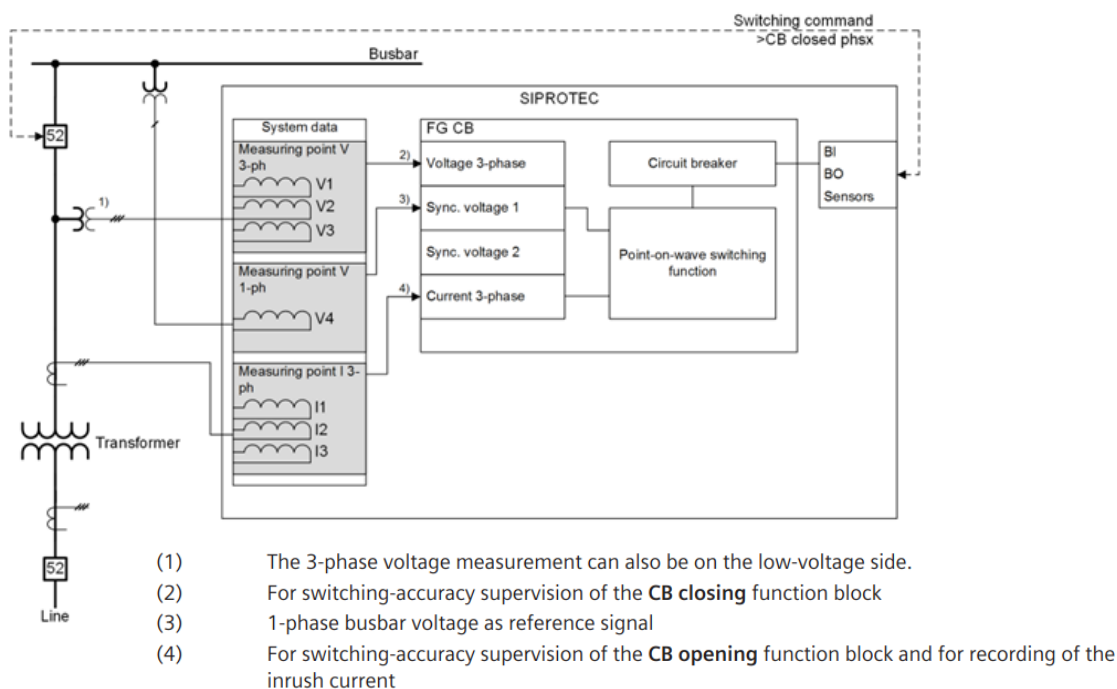 Switching command
>CB closed phsx
Busbar
SIPROTEC
52
System data
FG CB
Measuring point V
3-ph
V1
V2
V3
2)
Voltage 3-phase
Circuit breaker
BI
BO
Sensors
1)
3)
Sync. voltage 1
Sync. voltage 2
Point-on-wave switching
function
Measuring point V
1-ph
V4
4)
Current 3-phase
Measuring point I 3-
ph
I1
I2
I3
Transformer
52
Line
(1) The 3-phase voltage measurement can also be on the low-voltage side.
(2) For switching-accuracy supervision of the CB closing function block
(3) 1-phase busbar voltage as reference signal
(4) For switching-accuracy supervision of the CB opening function block and for recording of the
inrush current